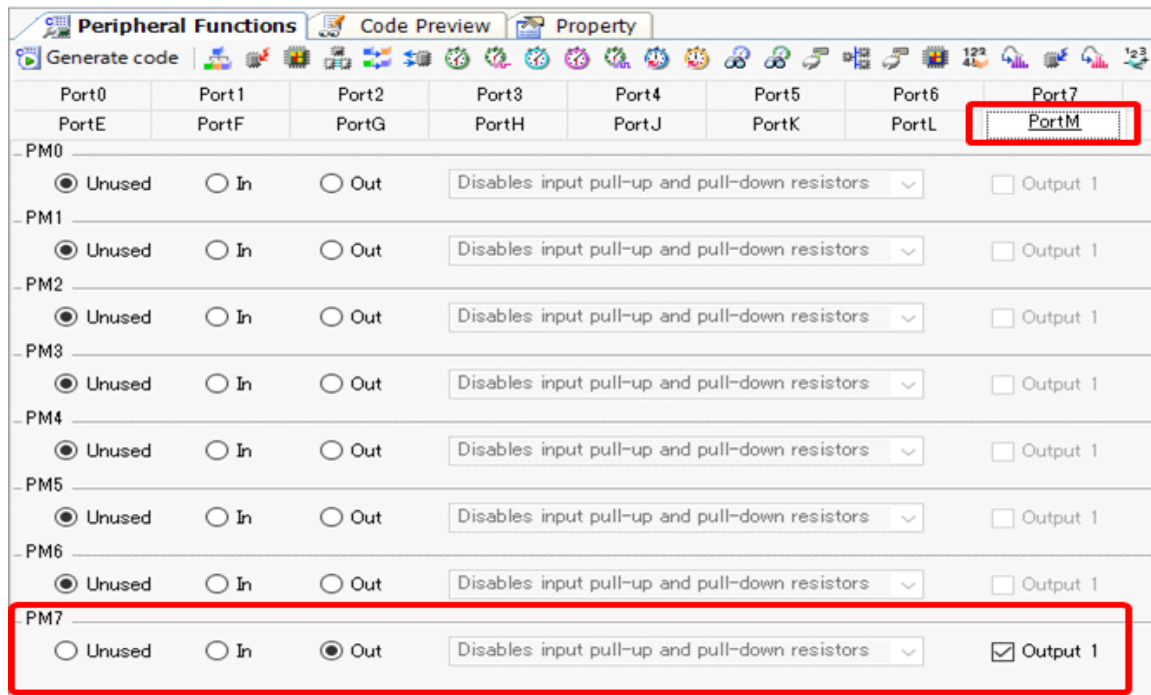 Peripheral Functions Code Preview Property
Generate code
Port0 Port1 Port2 Port3 Port4 Port5 Port6 Port7
PortE PortF PortG PortH PortJ PortK PortL PortM
PM0
Unused In Out Disables input pull-up and pull-down resistors Output 1
PM1
Unused In Out Disables input pull-up and pull-down resistors Output 1
PM2
Unused In Out Disables input pull-up and pull-down resistors Output 1
PM3
Unused In Out Disables input pull-up and pull-down resistors Output 1
PM4
Unused In Out Disables input pull-up and pull-down resistors Output 1
PM5
Unused In Out Disables input pull-up and pull-down resistors Output 1
PM6
Unused In Out Disables input pull-up and pull-down resistors Output 1
PM7
Unused In Out Disables input pull-up and pull-down resistors Output 1